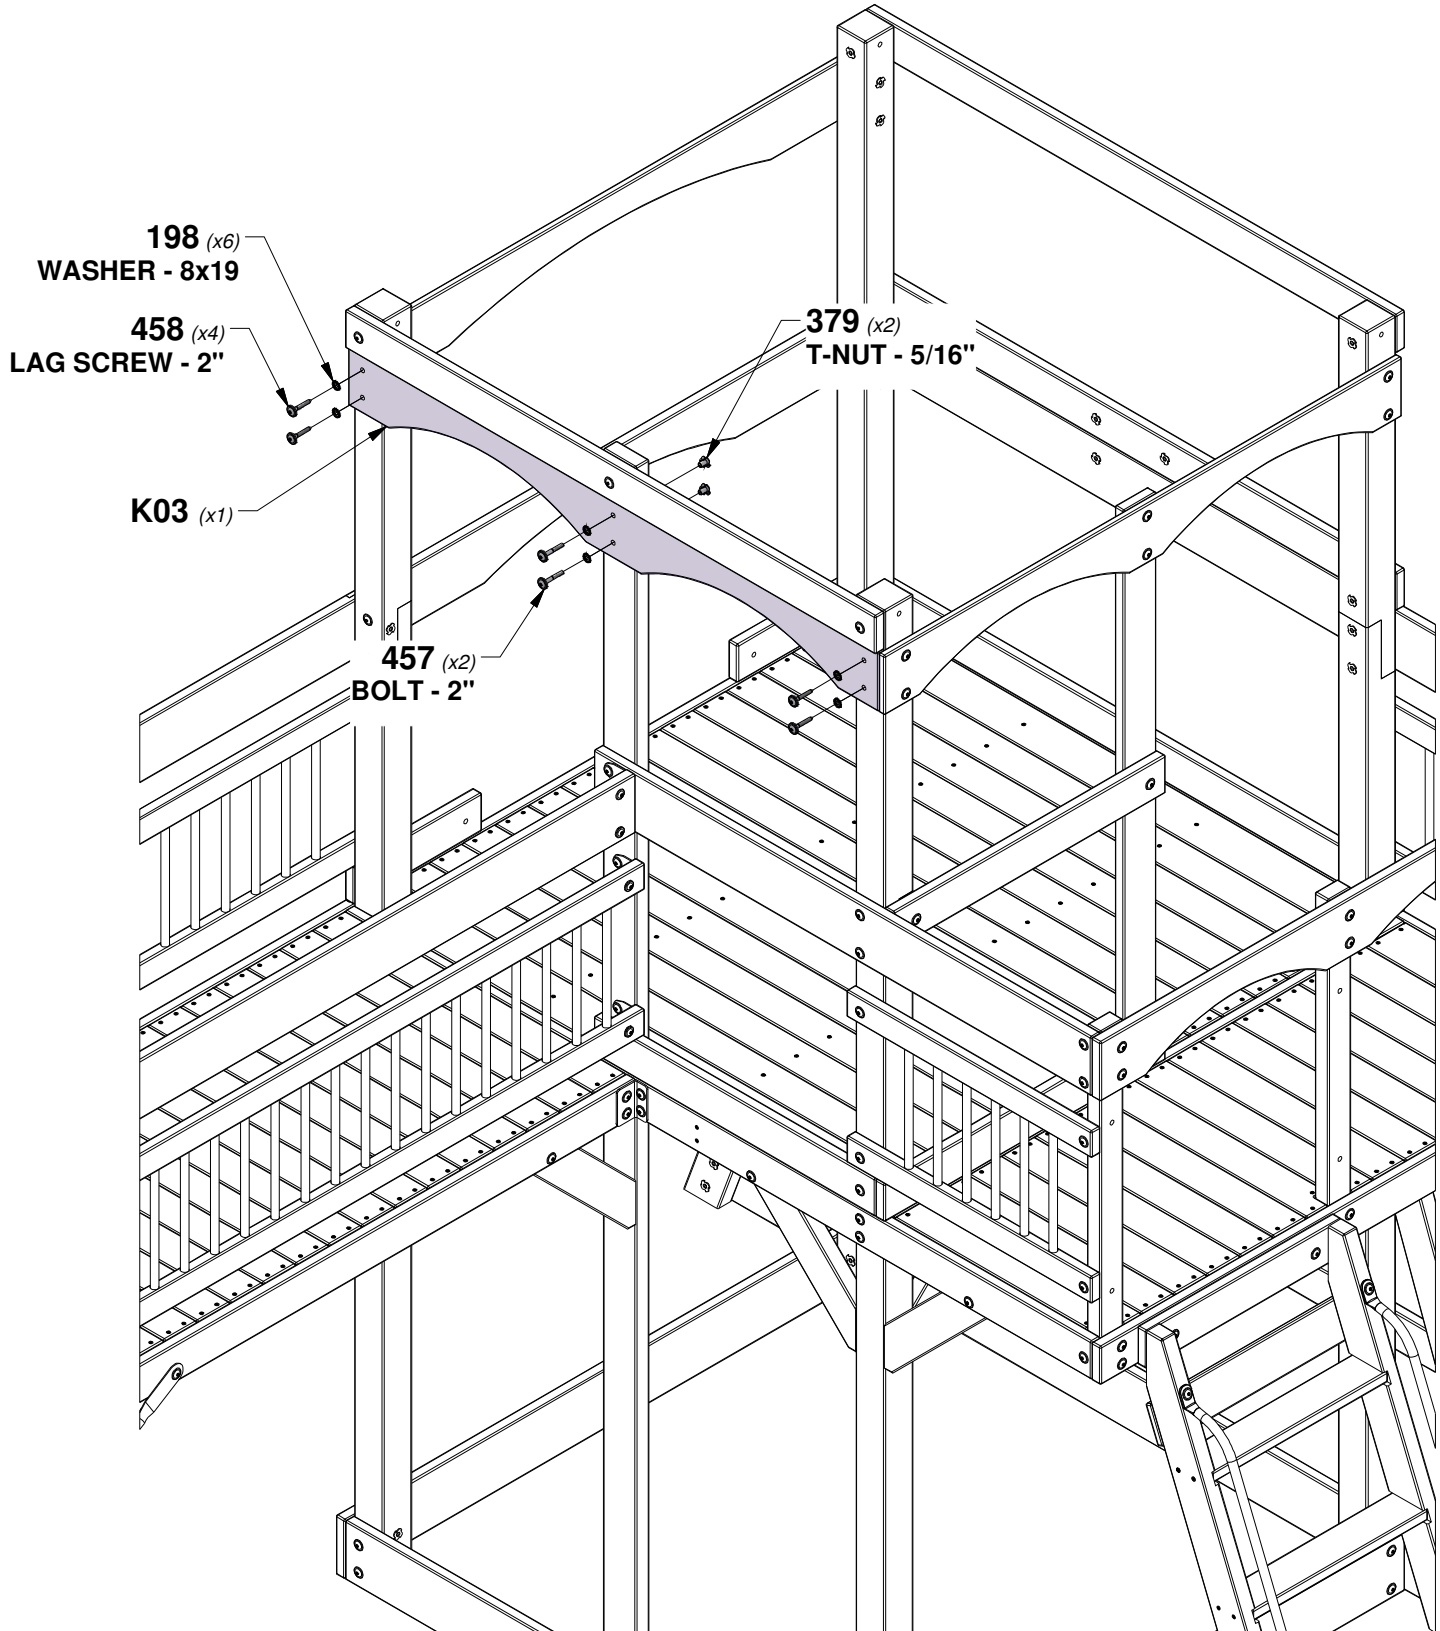 198 (x6)
WASHER - 8x19
458 (x4)
LAG SCREW - 2"
379 (x2)
T-NUT - 5/16"
K03 (x1)
457 (x2)
BOLT - 2"